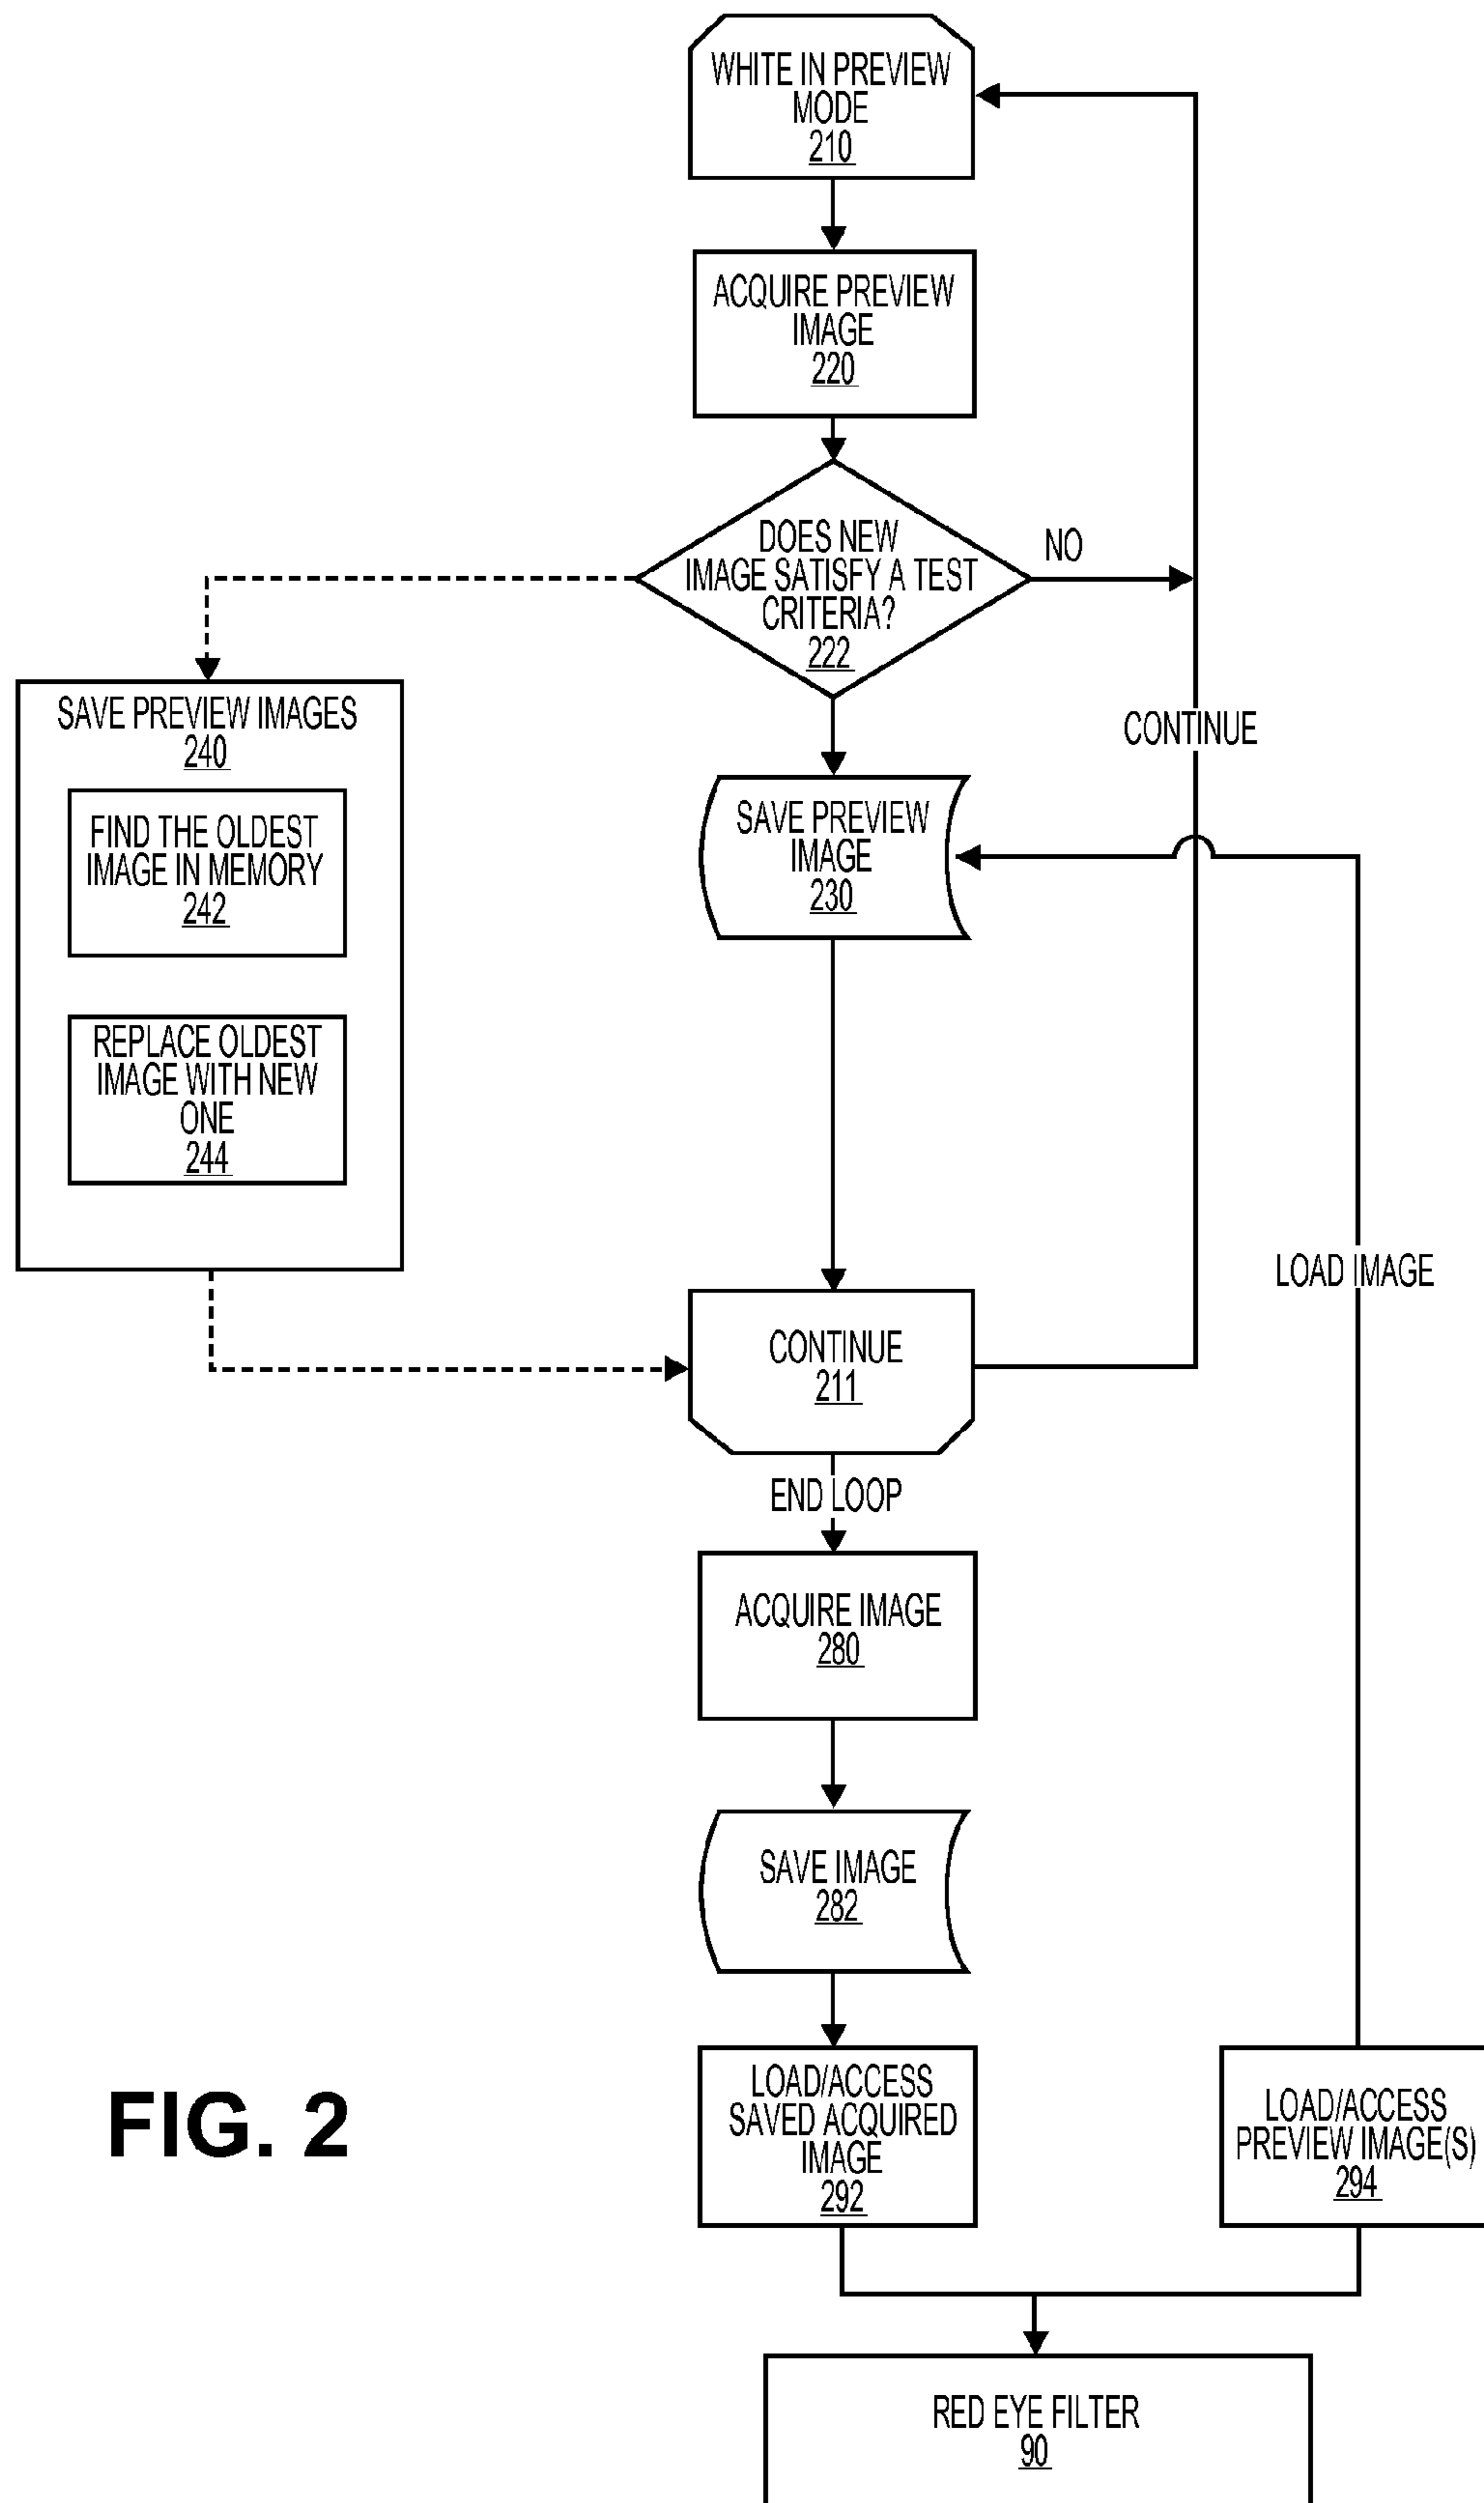 WHITE IN PREVIEW
MODE
210
ACQUIRE PREVIEW
IMAGE
220
DOES NEW
IMAGE SATISFY A TEST
CRITERIA?
222
NO
SAVE PREVIEW IMAGES
240
FIND THE OLDEST
IMAGE IN MEMORY
242
REPLACE OLDEST
IMAGE WITH NEW
ONE
244
CONTINUE
SAVE PREVIEW
IMAGE
230
LOAD IMAGE
CONTINUE
211
END LOOP
ACQUIRE IMAGE
280
SAVE IMAGE
282
LOAD/ACCESS
SAVED ACQUIRED
IMAGE
292
LOAD/ACCESS
PREVIEW IMAGE(S)
294
FIG. 2
RED EYE FILTER
90